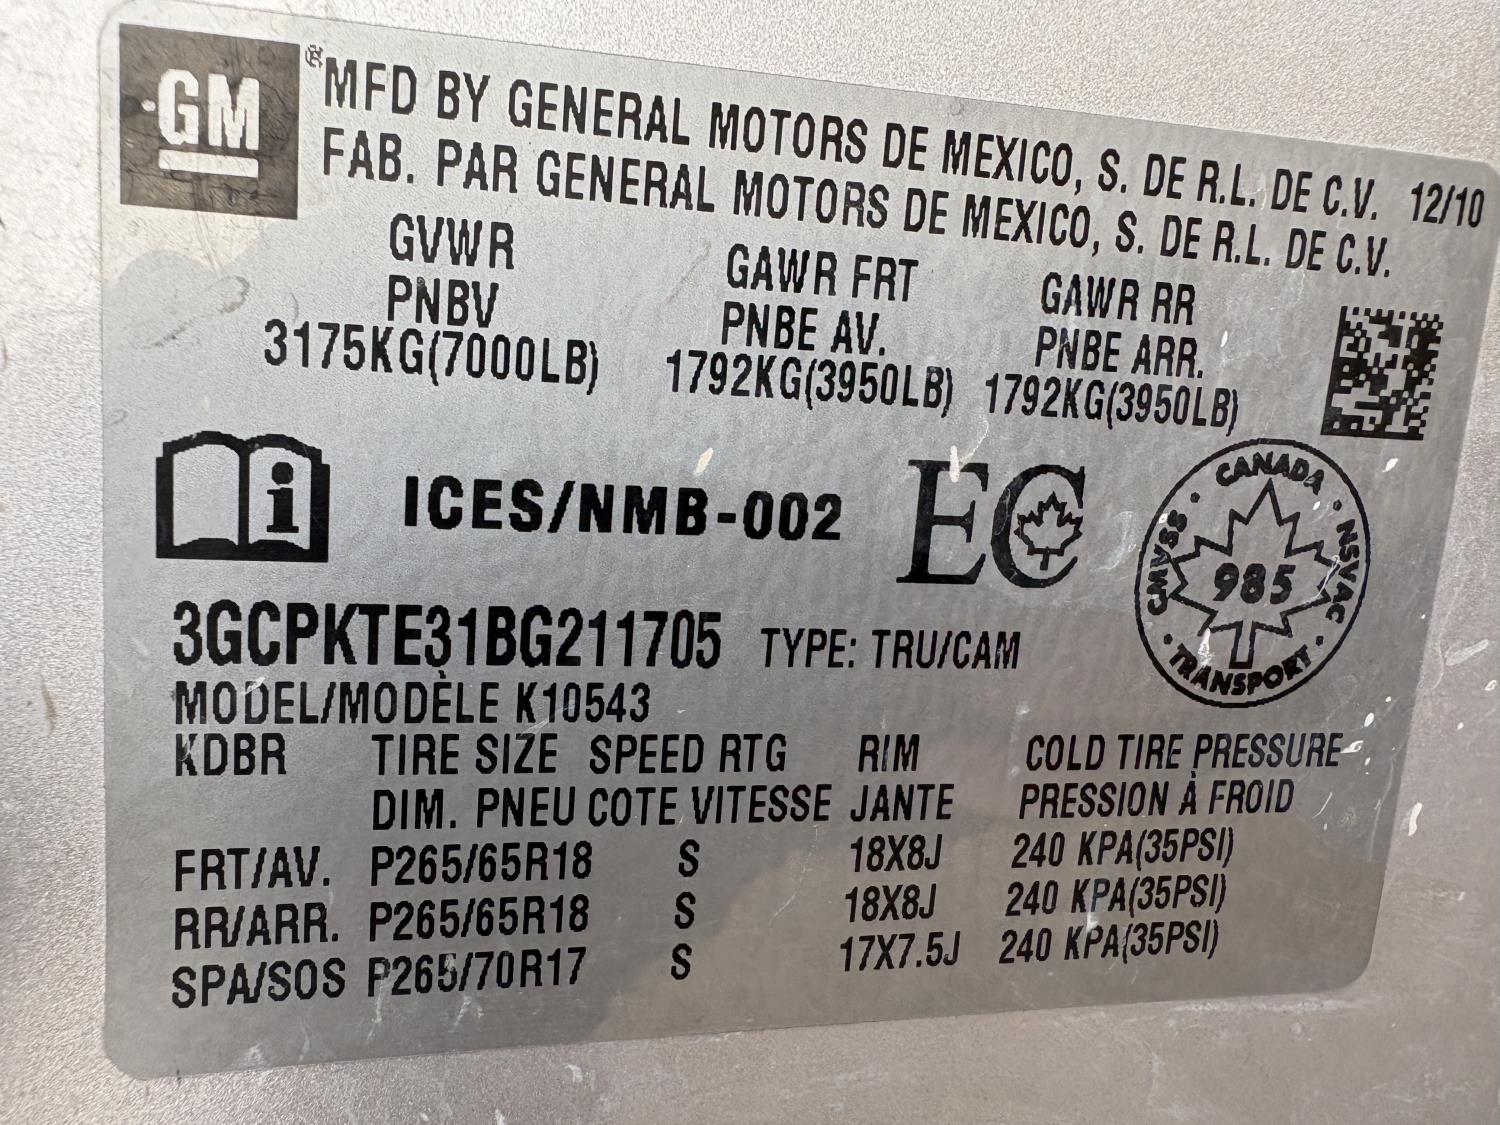 GM
®MFD BY GENERAL MOTORS DE MEXICO, S. DE R.L. DE C.V. 12/10
FAB. PAR GENERAL MOTORS DE MEXICO, S. DE R.L. DE C.V.
GVWR GAWR FRT GAWR RR
PNBV PNBE AV. PNBE ARR.
3175KG(7000LB) 1792KG(3950LB) 1792KG(3950LB)
i ICES/NMB-002 EC
CANADA
CMVSS 985 NSVAC
TRANSPORT
3GCPKTE31BG211705 TYPE: TRU/CAM
MODEL/MODÈLE K10543
KDBR TIRE SIZE SPEED RTG RIM COLD TIRE PRESSURE
DIM. PNEU COTE VITESSE JANTE PRESSION À FROID
FRT/AV. P265/65R18 S 18X8J 240 KPA(35PSI)
RR/ARR. P265/65R18 S 18X8J 240 KPA(35PSI)
SPA/SOS P265/70R17 S 17X7.5J 240 KPA(35PSI)